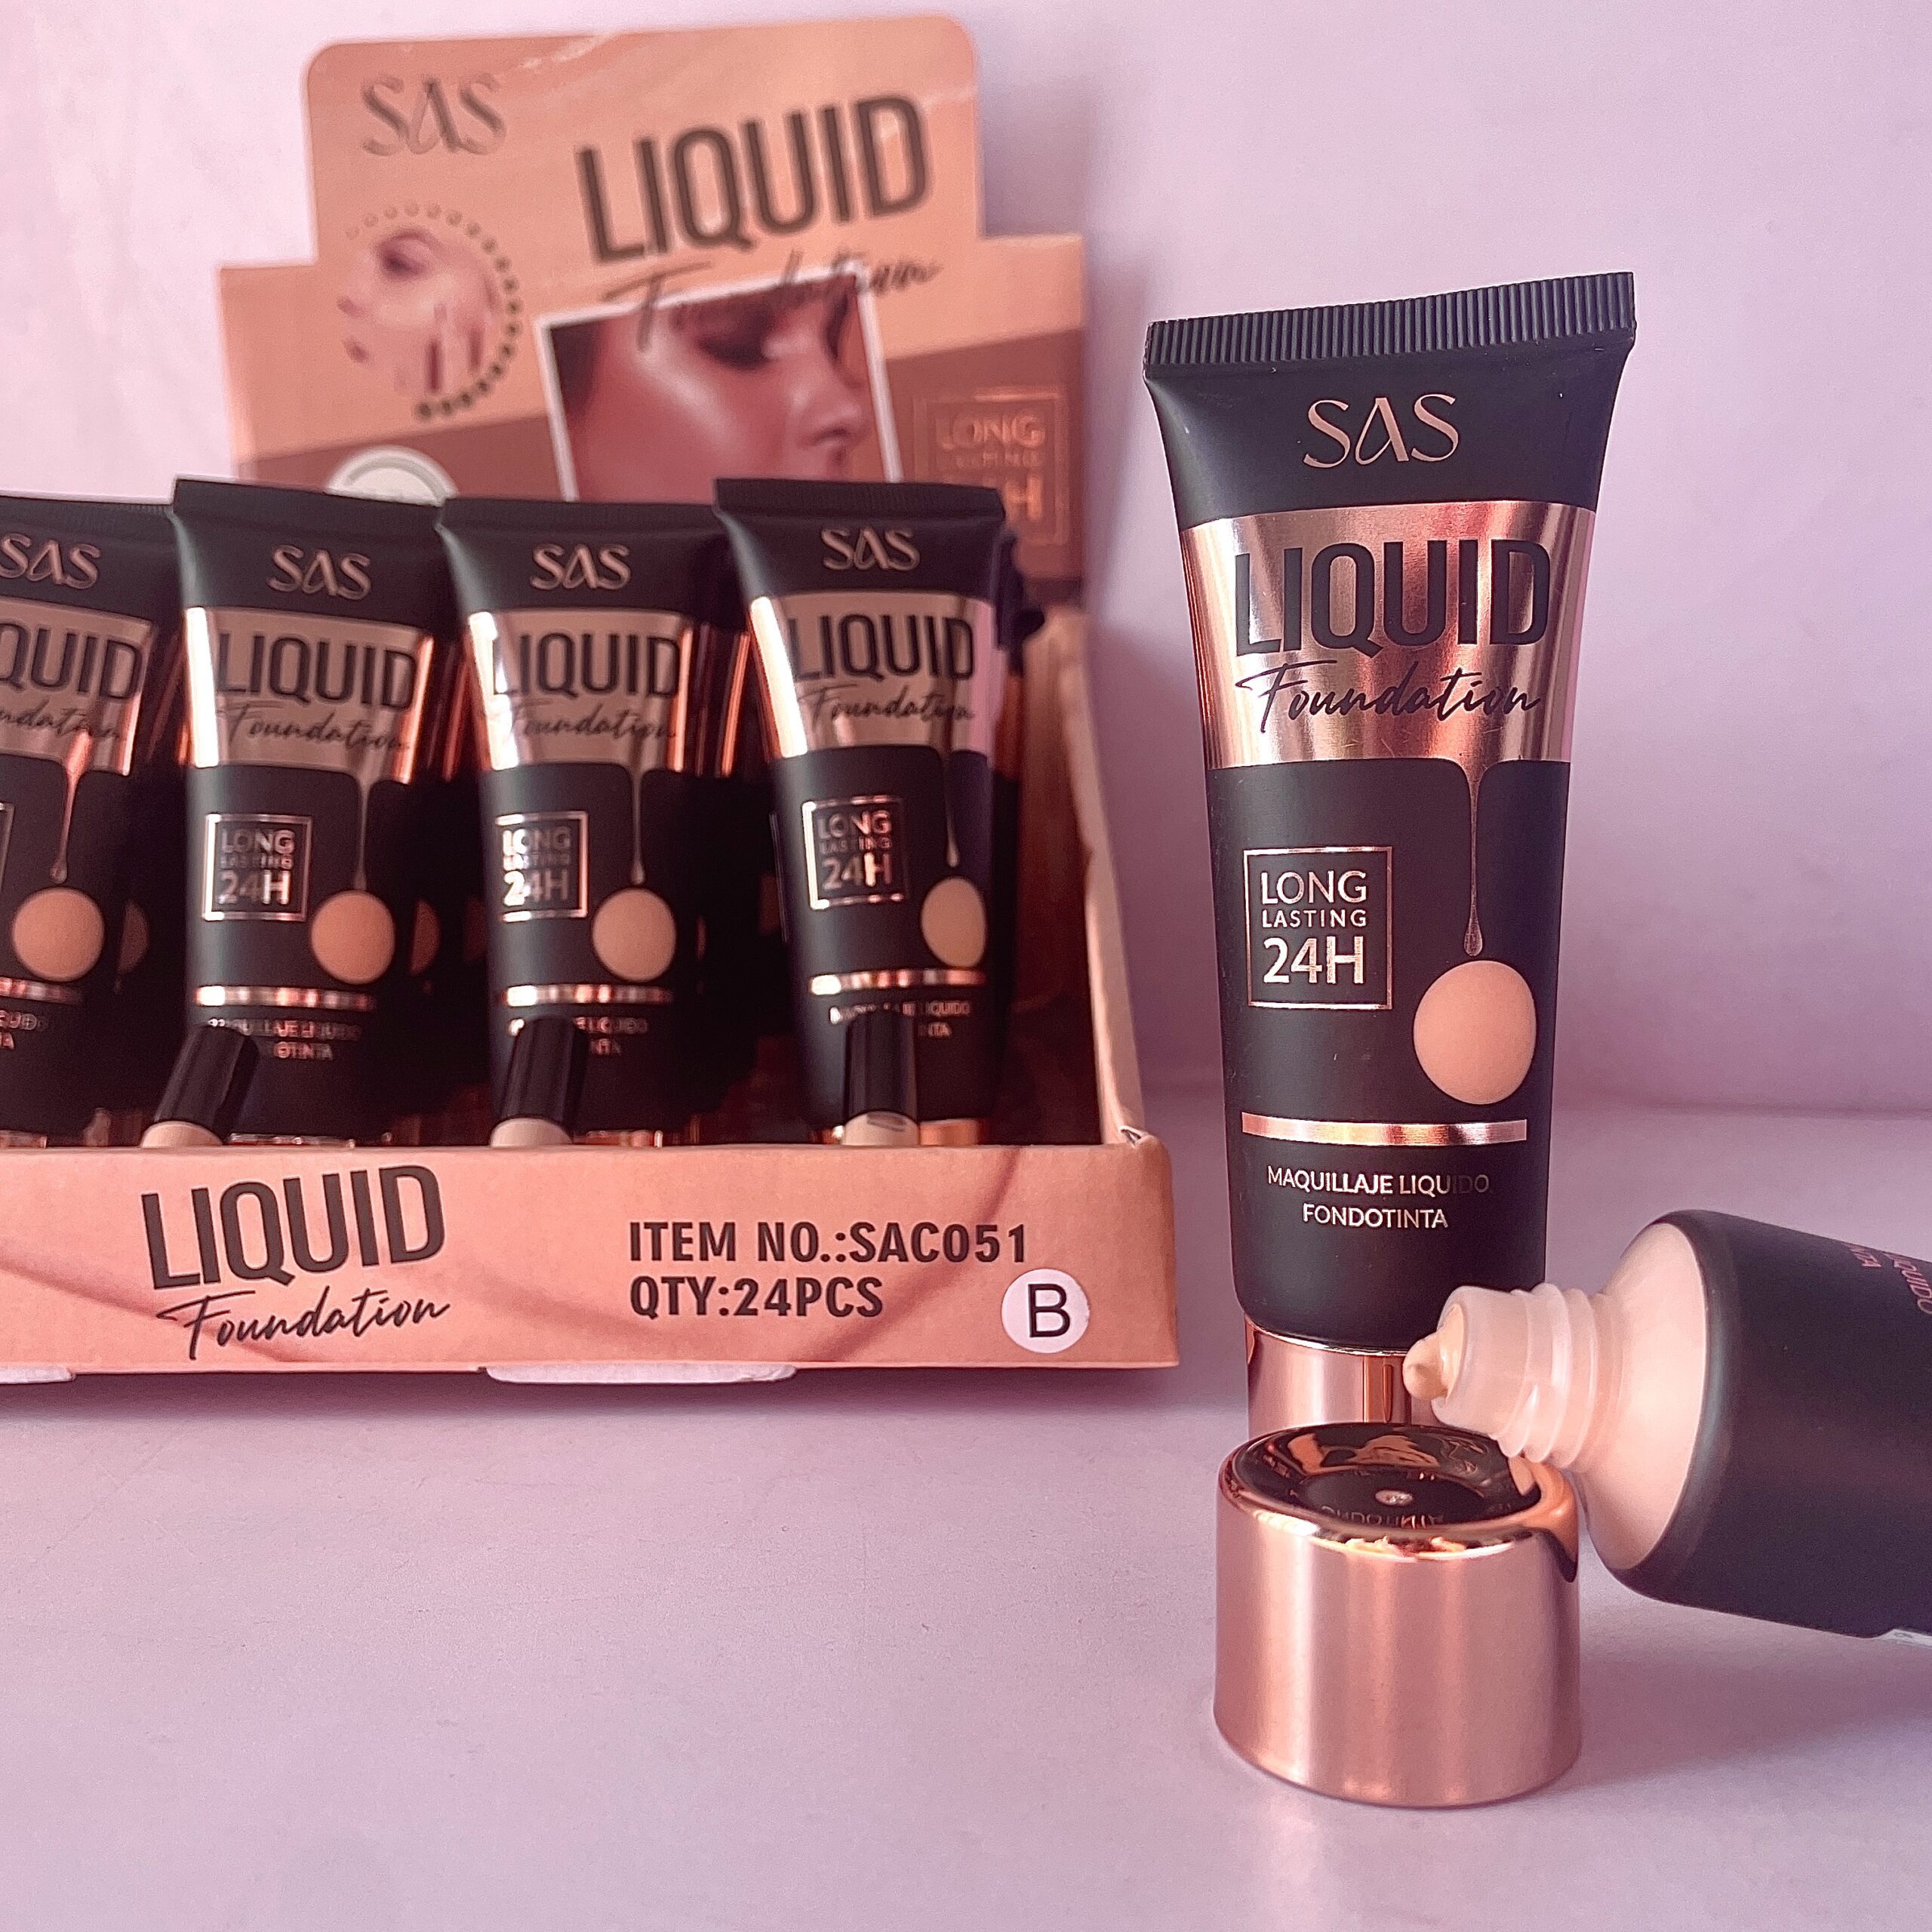 SAS
LIQUID
Foundation
LONG
LASTING
24H
SAS
SAS
SAS
SAS
LIQUID
Foundation
LIQUID
Foundation
LIQUID
Foundation
LONG
LASTING
24H
LONG
LASTING
24H
LONG
LASTING
24H
LIQUID
Foundation
ITEM NO.:SAC051
QTY:24PCS
B
SAS
LIQUID
Foundation
LONG
LASTING
24H
MAQUILLAJE LIQUIDO
FONDOTINTA